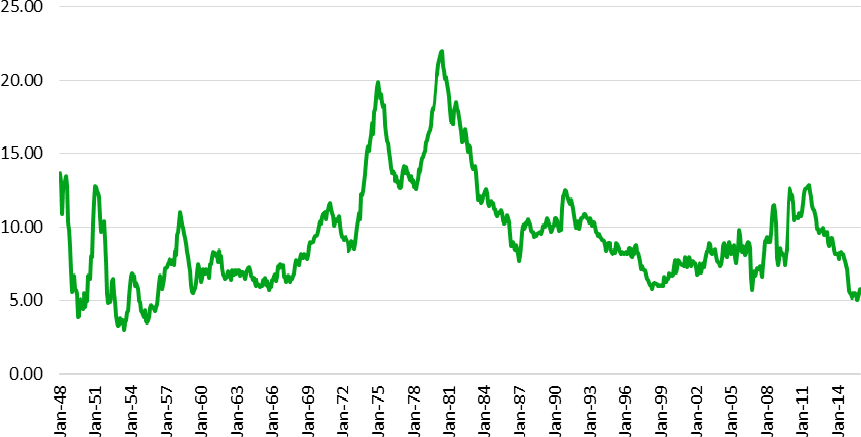 25.00
20.00
15.00
10.00
5.00
0.00
Jan-48
Jan-51
Jan-54
Jan-57
Jan-60
Jan-63
Jan-66
Jan-69
Jan-72
Jan-75
Jan-78
Jan-81
Jan-84
Jan-87
Jan-90
Jan-93
Jan-96
Jan-99
Jan-02
Jan-05
Jan-08
Jan-11
Jan-14